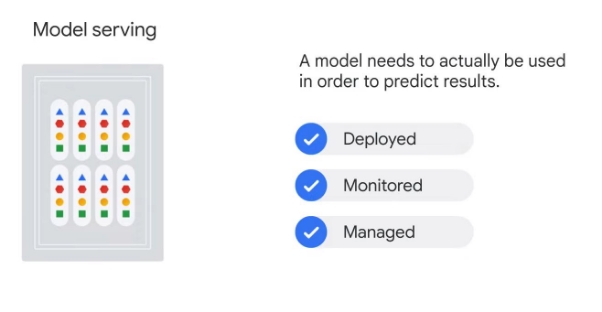 Model serving
A model needs to actually be used
in order to predict results.
Deployed
Monitored
Managed